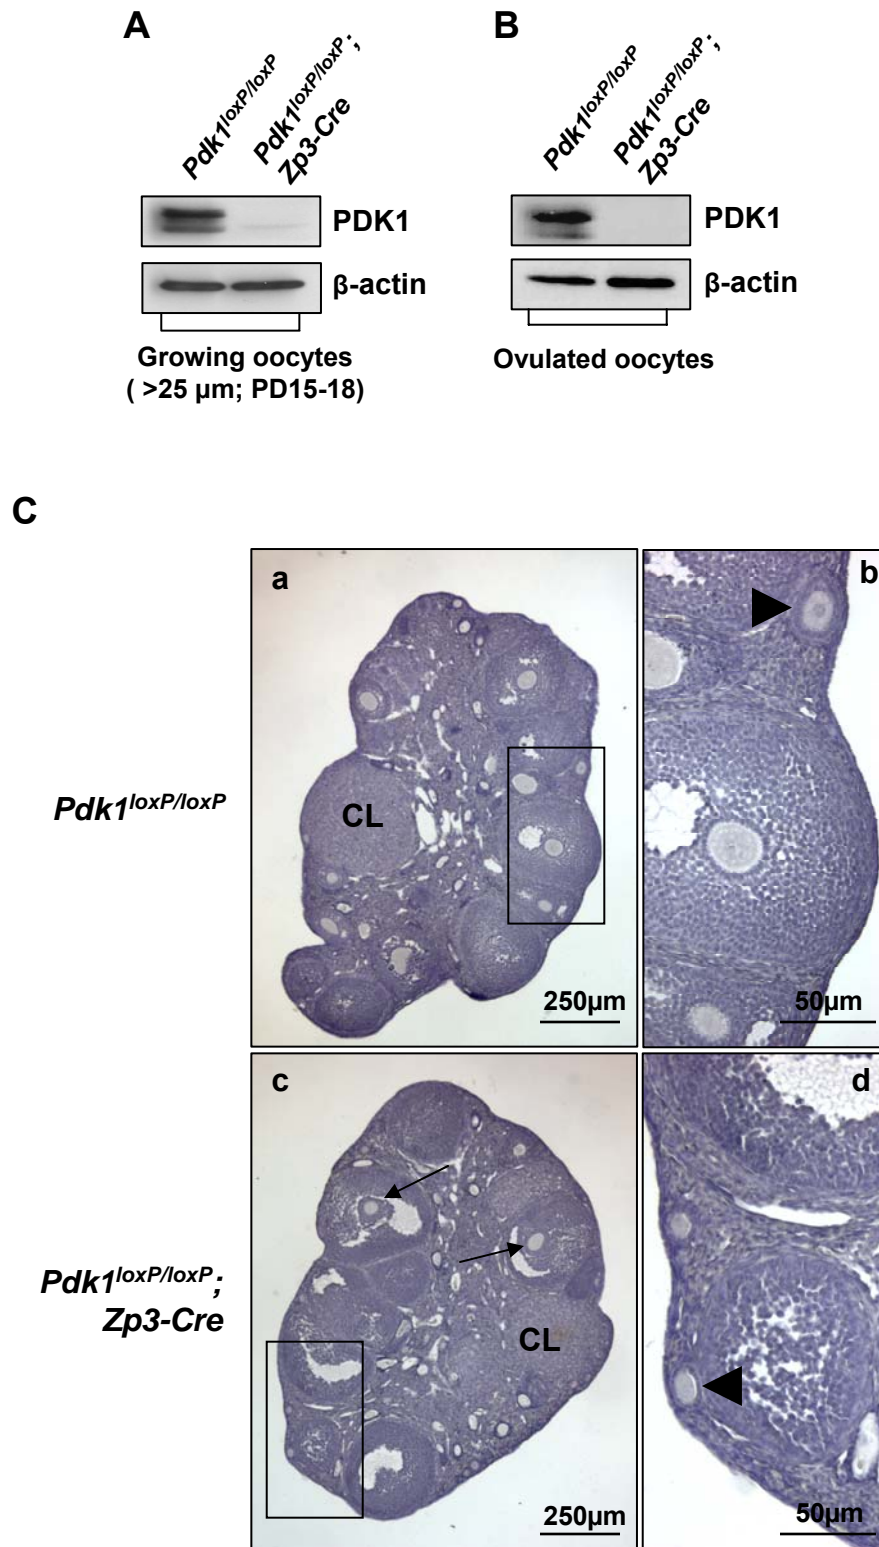 A
Pdk1loxP/loxP
Pdk1loxP/loxP;
Zp3-Cre
PDK1
β-actin
Growing oocytes
( >25 μm; PD15-18)
B
Pdk1loxP/loxP
Pdk1loxP/loxP;
Zp3-Cre
PDK1
β-actin
Ovulated oocytes
C
Pdk1loxP/loxP
a
CL
250μm
b
50μm
Pdk1loxP/loxP;
Zp3-Cre
c
CL
250μm
d
50μm